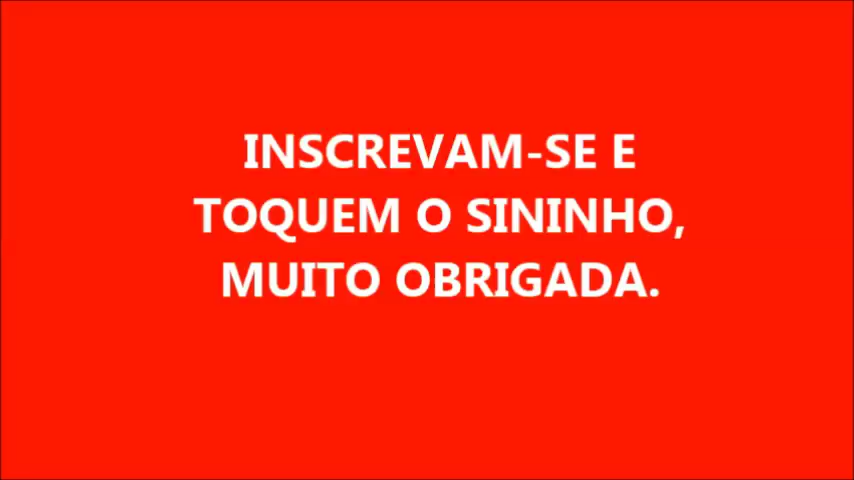 INSCREVAM-SE E
TOQUEM O SININHO,
MUITO OBRIGADA.